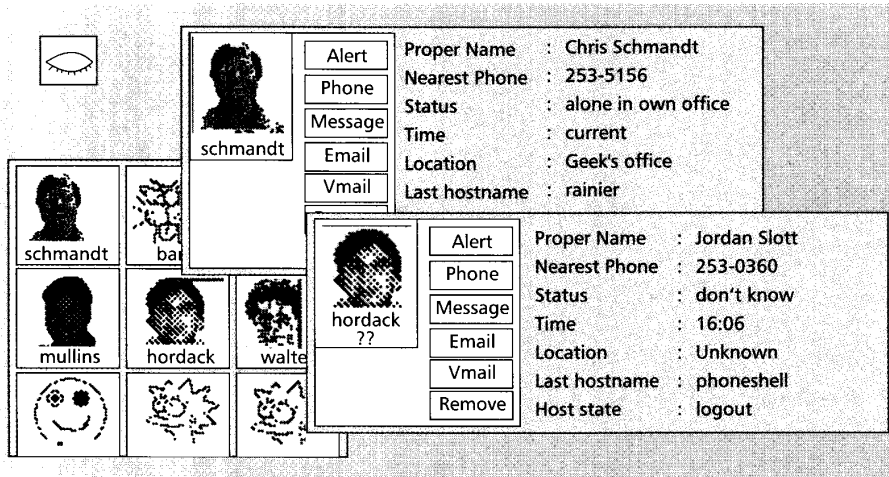 schmandt
Alert
Phone
Message
Email
Vmail
Proper Name : Chris Schmandt
Nearest Phone : 253-5156
Status : alone in own office
Time : current
Location : Geek's office
Last hostname : rainier
schmandt
mullins
hordack
hordack
??
Alert
Phone
Message
Email
Vmail
Remove
Proper Name : Jordan Slott
Nearest Phone : 253-0360
Status : don't know
Time : 16:06
Location : Unknown
Last hostname : phoneshell
Host state : logout